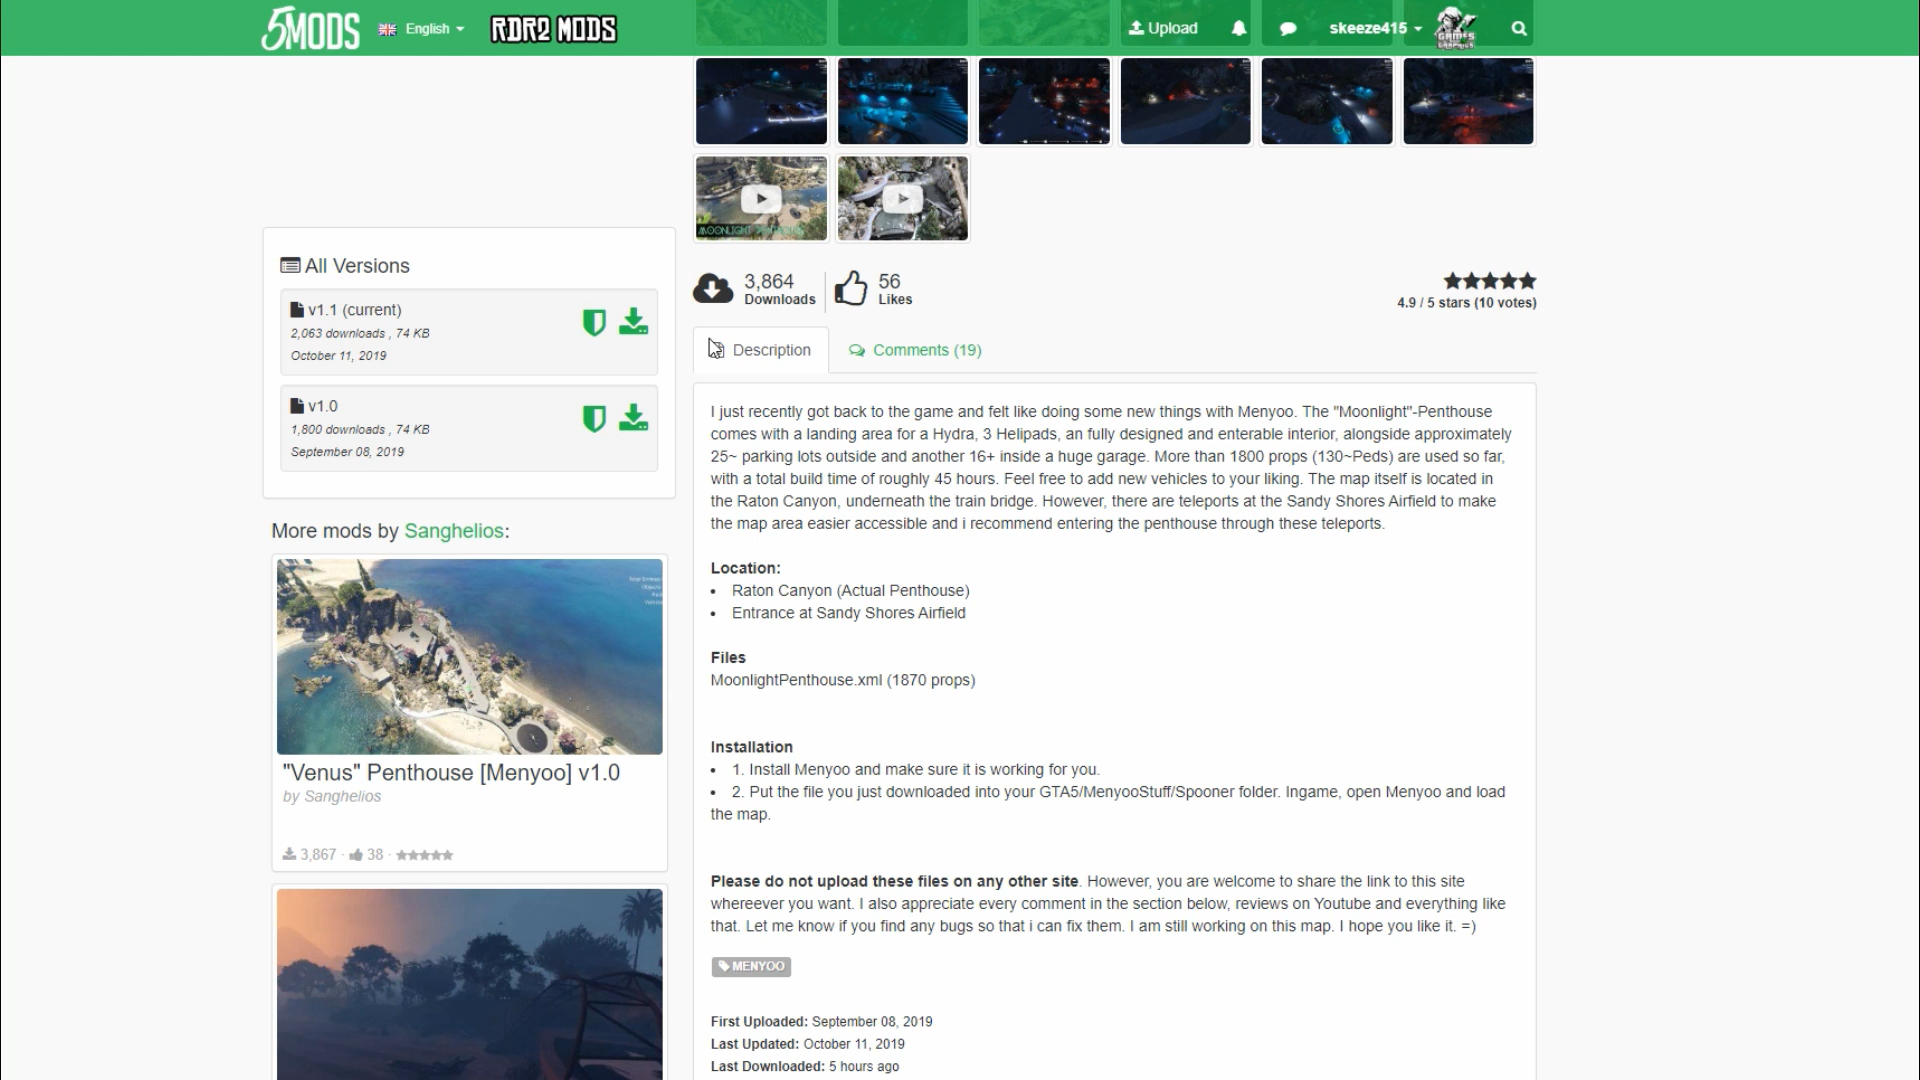 5MODS English RDR2 MODS Upload skeeze415
GAMES
GRAPHICS
MOONLIGHT
3,864
Downloads
56
Likes
4.9 / 5 stars (10 votes)
All Versions
v1.1 (current)
2,063 downloads , 74 KB
October 11, 2019
v1.0
1,800 downloads , 74 KB
September 08, 2019
More mods by Sanghelios:
"Venus" Penthouse [Menyoo] v1.0
by Sanghelios
3,867 · 38 ·
Description Comments (19)
I just recently got back to the game and felt like doing some new things with Menyoo. The "Moonlight"-Penthouse
comes with a landing area for a Hydra, 3 Helipads, an fully designed and enterable interior, alongside approximately
25~ parking lots outside and another 16+ inside a huge garage. More than 1800 props (130~Peds) are used so far,
with a total build time of roughly 45 hours. Feel free to add new vehicles to your liking. The map itself is located in
the Raton Canyon, underneath the train bridge. However, there are teleports at the Sandy Shores Airfield to make
the map area easier accessible and i recommend entering the penthouse through these teleports.
Location:
• Raton Canyon (Actual Penthouse)
• Entrance at Sandy Shores Airfield
Files
MoonlightPenthouse.xml (1870 props)
Installation
• 1. Install Menyoo and make sure it is working for you.
• 2. Put the file you just downloaded into your GTA5/MenyooStuff/Spooner folder. Ingame, open Menyoo and load
the map.
Please do not upload these files on any other site. However, you are welcome to share the link to this site
whereever you want. I also appreciate every comment in the section below, reviews on Youtube and everything like
that. Let me know if you find any bugs so that i can fix them. I am still working on this map. I hope you like it. =)
MENYOO
First Uploaded: September 08, 2019
Last Updated: October 11, 2019
Last Downloaded: 5 hours ago